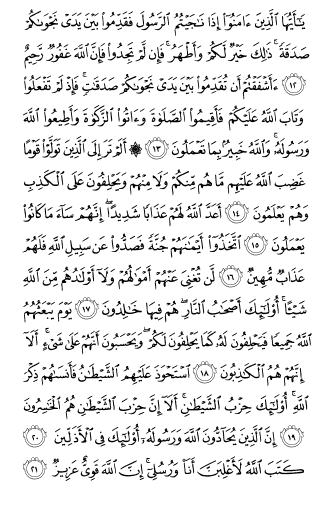 يَٰٓأَيُّهَا ٱلَّذِينَ ءَامَنُوٓا۟ إِذَا نَٰجَيْتُمُ ٱلرَّسُولَ فَقَدِّمُوا۟ بَيْنَ يَدَىْ نَجْوَىٰكُمْ
صَدَقَةً ۚ ذَٰلِكَ خَيْرٌ لَّكُمْ وَأَطْهَرُ ۚ فَإِن لَّمْ تَجِدُوا۟ فَإِنَّ ٱللَّهَ غَفُورٌ رَّحِيمٌ
۝١٢ ءَأَشْفَقْتُمْ أَن تُقَدِّمُوا۟ بَيْنَ يَدَىْ نَجْوَىٰكُمْ صَدَقَٰتٍ ۚ فَإِذْ لَمْ تَفْعَلُوا۟
وَتَابَ ٱللَّهُ عَلَيْكُمْ فَأَقِيمُوا۟ ٱلصَّلَوٰةَ وَءَاتُوا۟ ٱلزَّكَوٰةَ وَأَطِيعُوا۟ ٱللَّهَ
وَرَسُولَهُۥ ۚ وَٱللَّهُ خَبِيرٌۢ بِمَا تَعْمَلُونَ ۝١٣ ۞ أَلَمْ تَرَ إِلَى ٱلَّذِينَ تَوَلَّوْا۟ قَوْمًا
غَضِبَ ٱللَّهُ عَلَيْهِم مَّا هُم مِّنكُمْ وَلَا مِنْهُمْ وَيَحْلِفُونَ عَلَى ٱلْكَذِبِ
وَهُمْ يَعْلَمُونَ ۝١٤ أَعَدَّ ٱللَّهُ لَهُمْ عَذَابًا شَدِيدًا ۖ إِنَّهُمْ سَآءَ مَا كَانُوا۟
يَعْمَلُونَ ۝١٥ ٱتَّخَذُوٓا۟ أَيْمَٰنَهُمْ جُنَّةً فَصَدُّوا۟ عَن سَبِيلِ ٱللَّهِ فَلَهُمْ
عَذَابٌ مُّهِينٌ ۝١٦ لَّن تُغْنِىَ عَنْهُمْ أَمْوَٰلُهُمْ وَلَآ أَوْلَٰدُهُم مِّنَ ٱللَّهِ
شَيْـًٔا ۚ أُو۟لَٰٓئِكَ أَصْحَٰبُ ٱلنَّارِ ۖ هُمْ فِيهَا خَٰلِدُونَ ۝١٧ يَوْمَ يَبْعَثُهُمُ
ٱللَّهُ جَمِيعًا فَيَحْلِفُونَ لَهُۥ كَمَا يَحْلِفُونَ لَكُمْ ۖ وَيَحْسَبُونَ أَنَّهُمْ عَلَىٰ شَىْءٍ ۚ أَلَآ
إِنَّهُمْ هُمُ ٱلْكَٰذِبُونَ ۝١٨ ٱسْتَحْوَذَ عَلَيْهِمُ ٱلشَّيْطَٰنُ فَأَنسَىٰهُمْ ذِكْرَ
ٱللَّهِ ۚ أُو۟لَٰٓئِكَ حِزْبُ ٱلشَّيْطَٰنِ ۚ أَلَآ إِنَّ حِزْبَ ٱلشَّيْطَٰنِ هُمُ ٱلْخَٰسِرُونَ
۝١٩ إِنَّ ٱلَّذِينَ يُحَآدُّونَ ٱللَّهَ وَرَسُولَهُۥٓ أُو۟لَٰٓئِكَ فِى ٱلْأَذَلِّينَ ۝٢٠
كَتَبَ ٱللَّهُ لَأَغْلِبَنَّ أَنَا۠ وَرُسُلِىٓ ۚ إِنَّ ٱللَّهَ قَوِىٌّ عَزِيزٌ ۝٢١